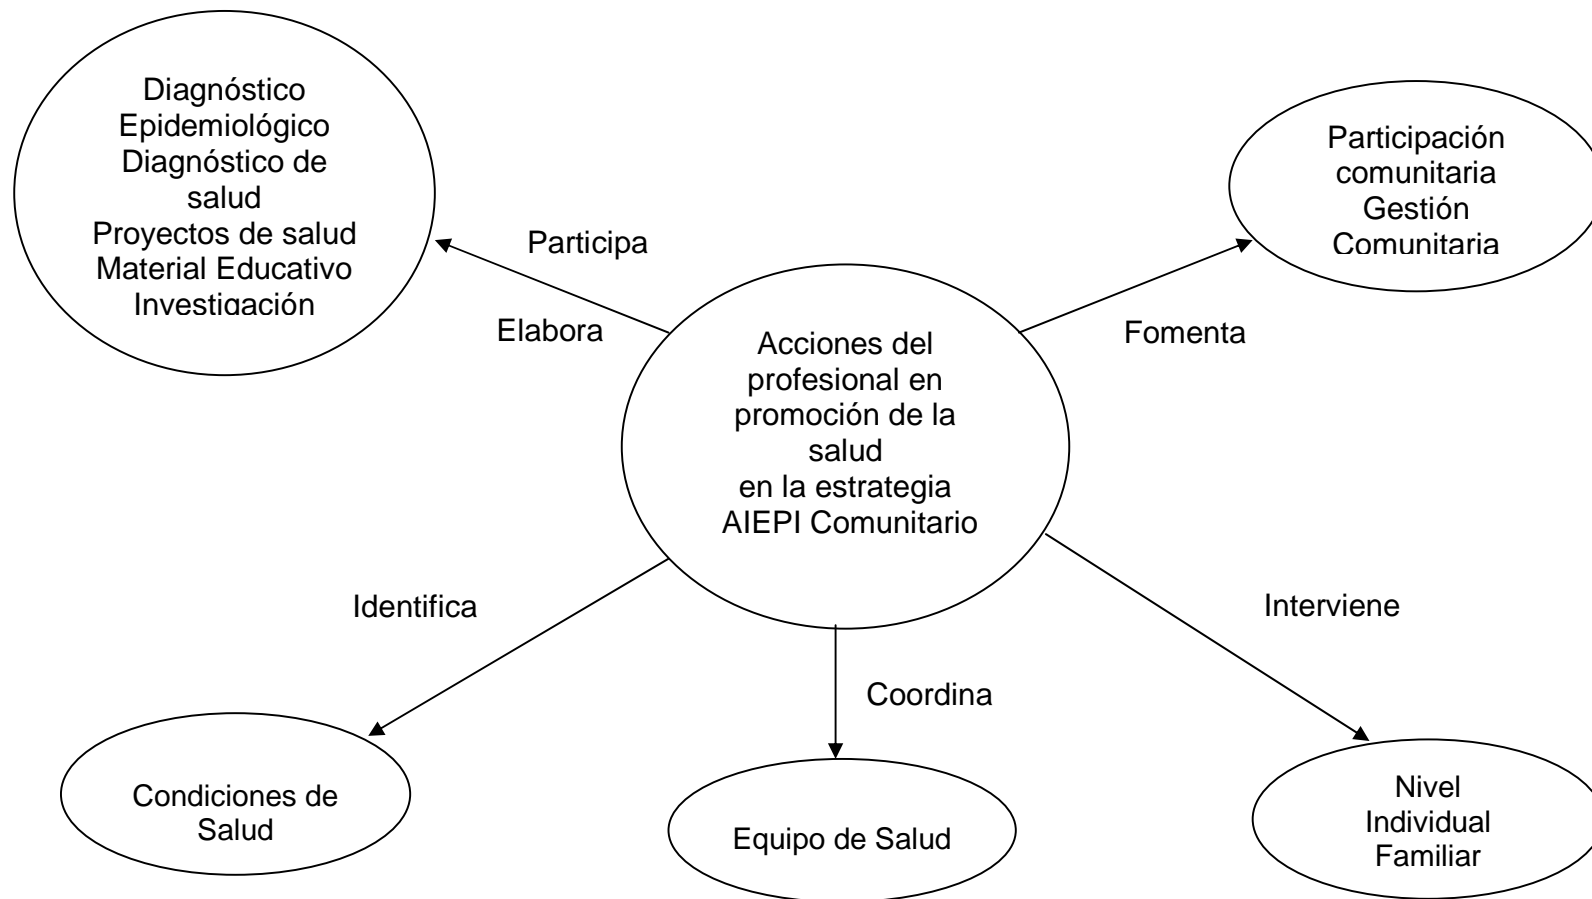 Diagnóstico
Epidemiológico
Diagnóstico de
salud
Proyectos de salud
Material Educativo
Investigación
Participa
Elabora
Participación
comunitaria
Gestión
Comunitaria
Fomenta
Acciones del
profesional en
promoción de la
salud
en la estrategia
AIEPI Comunitario
Identifica
Interviene
Coordina
Condiciones de
Salud
Equipo de Salud
Nivel
Individual
Familiar